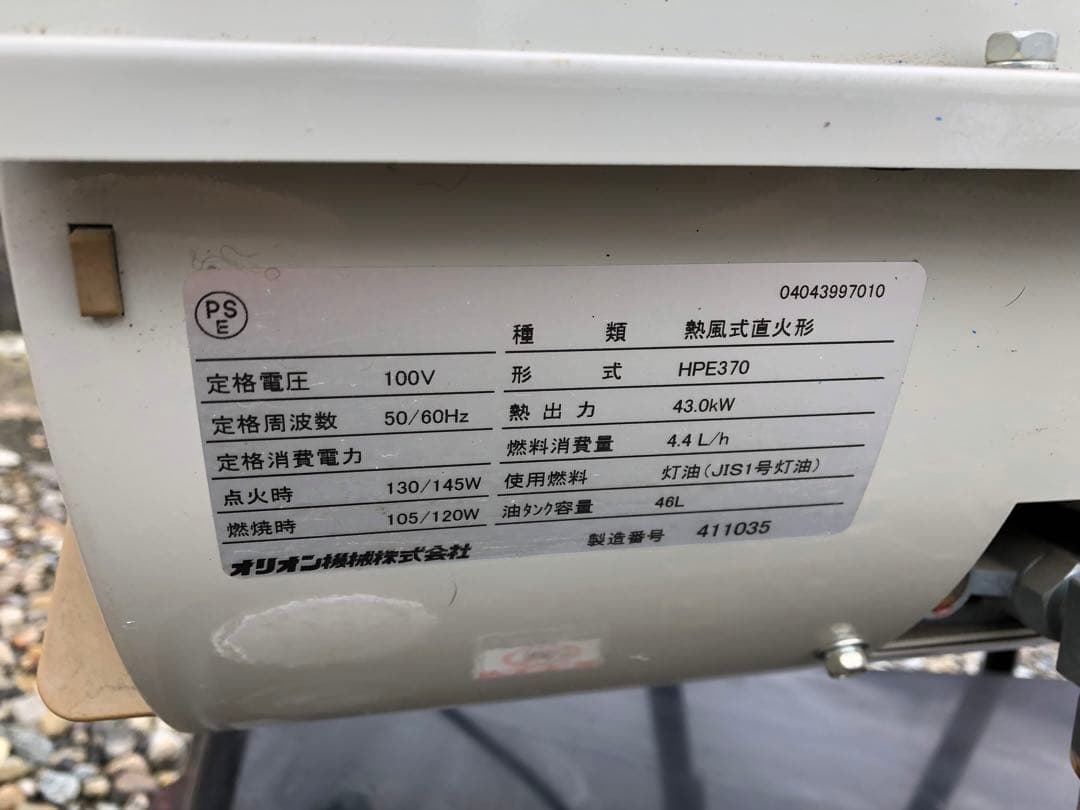 04043997010
PS
E
定格電圧 100V
定格周波数 50/60Hz
定格消費電力
点火時 130/145W
燃焼時 105/120W
オリオン機械株式会社
種類 熱風式直火形
形式 HPE370
熱出力 43.0kW
燃料消費量 4.4L/h
使用燃料 灯油(JIS1号灯油)
油タンク容量 46L
製造番号 411035